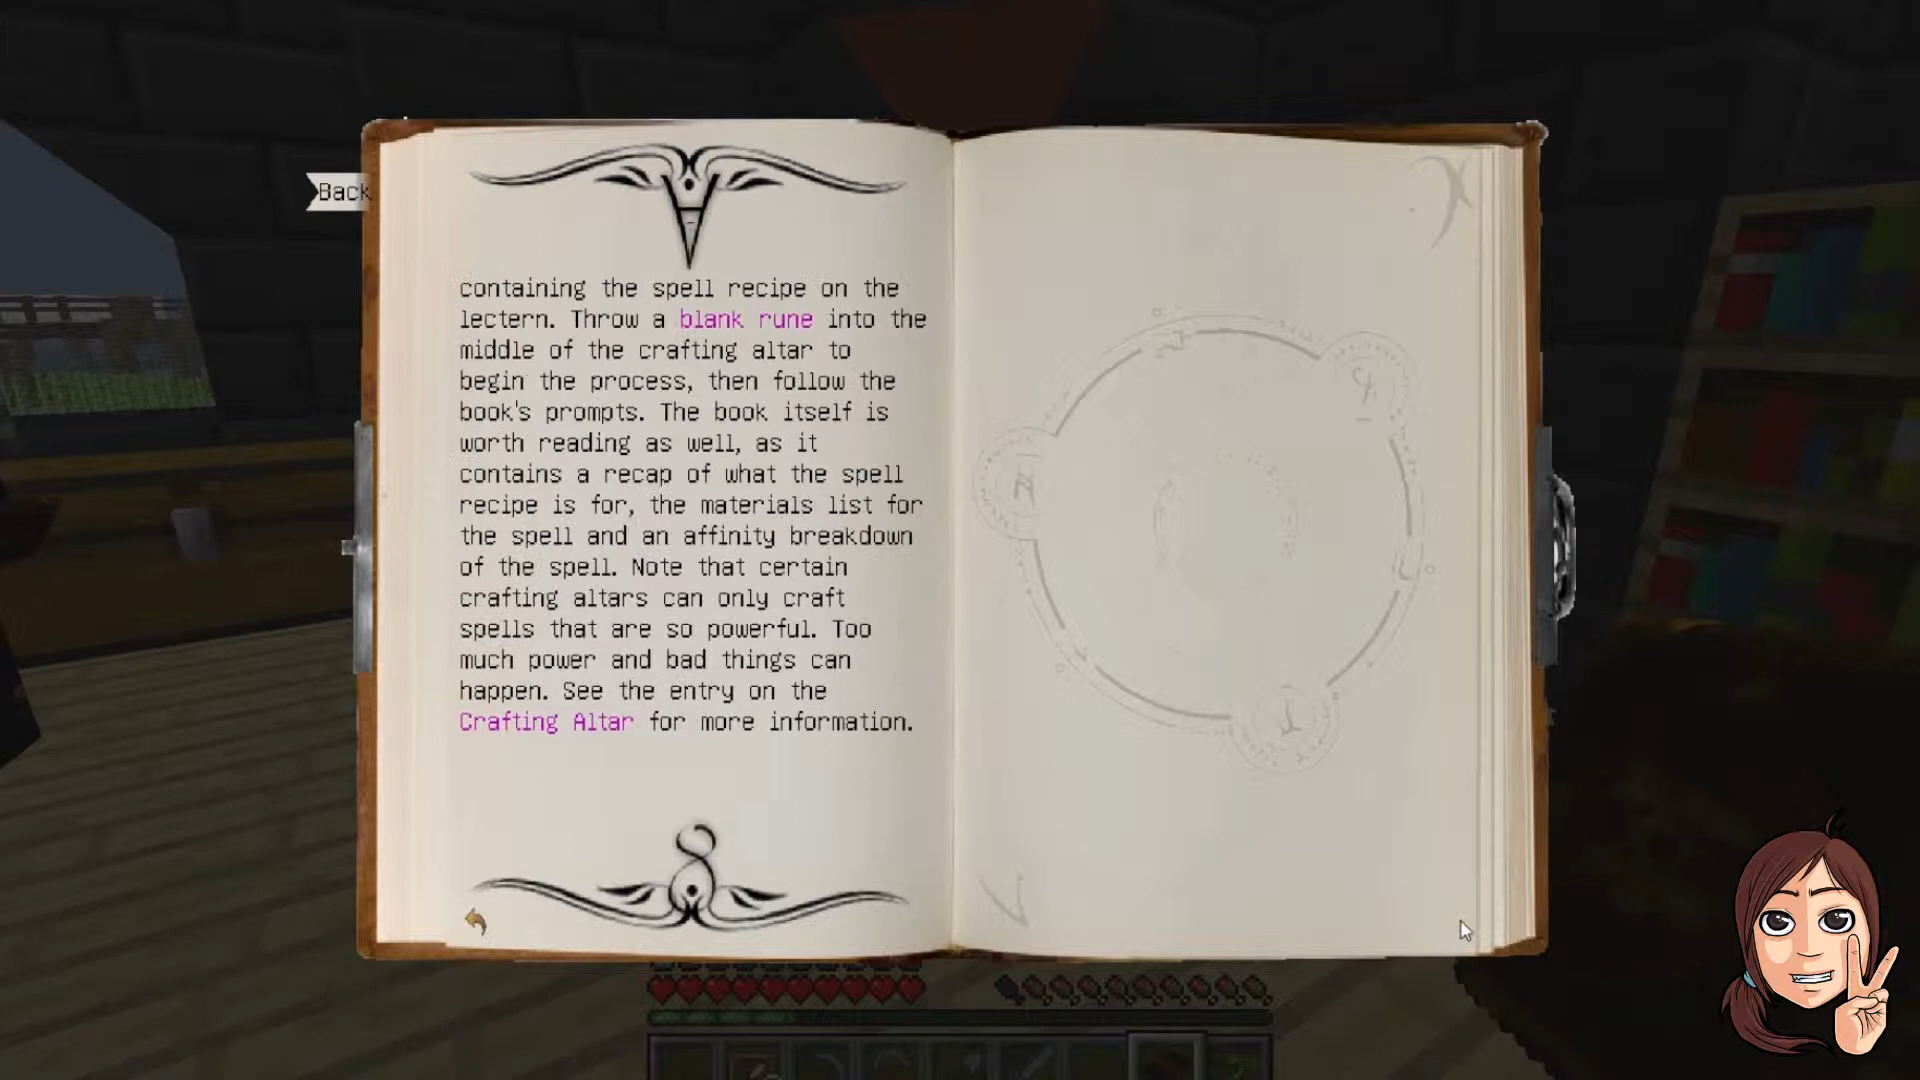 Back
containing the spell recipe on the
lectern. Throw a blank rune into the
middle of the crafting altar to
begin the process, then follow the
book's prompts. The book itself is
worth reading as well, as it
contains a recap of what the spell
recipe is for, the materials list for
the spell and an affinity breakdown
of the spell. Note that certain
crafting altars can only craft
spells that are so powerful. Too
much power and bad things can
happen. See the entry on the
Crafting Altar for more information.